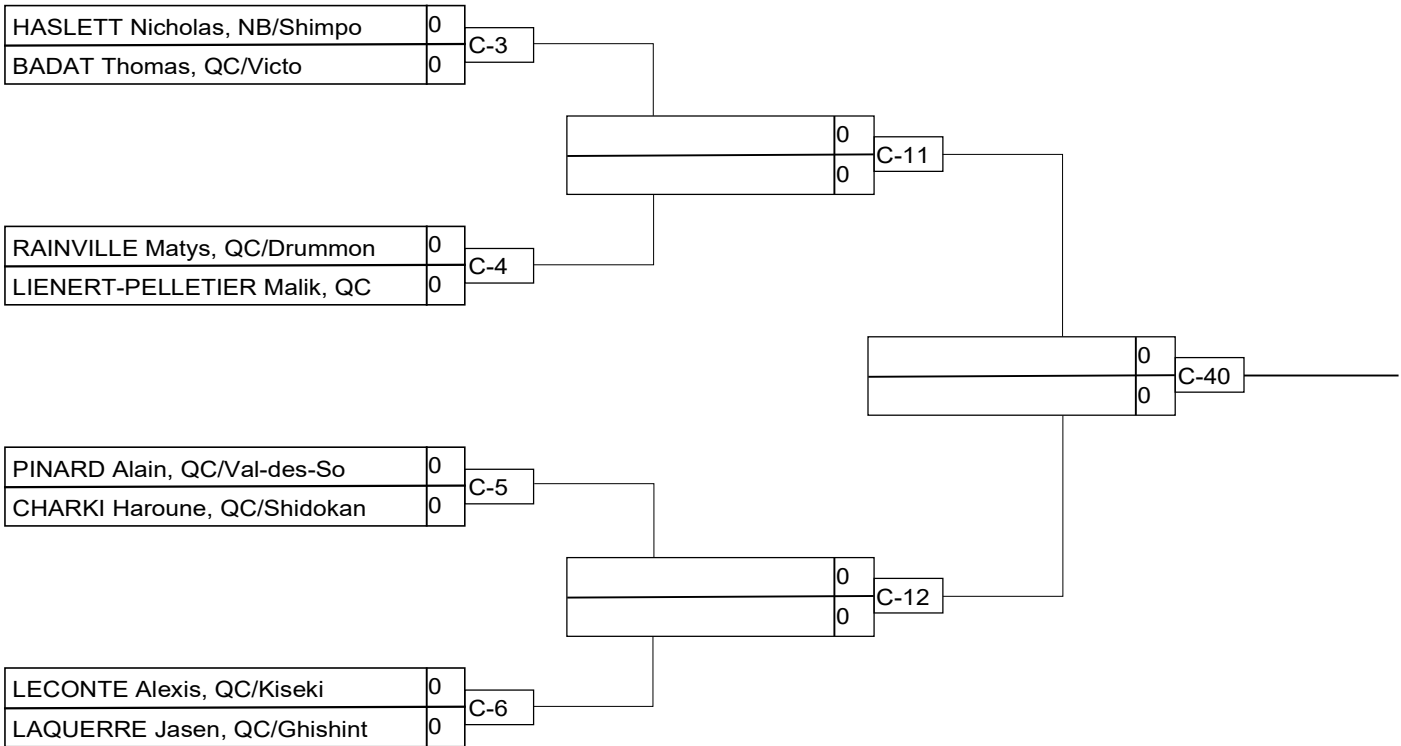 HASLETT Nicholas, NB/Shimpo 0
C-3
BADAT Thomas, QC/Victo 0
0
C-11
0
RAINVILLE Matys, QC/Drummon 0
C-4
LIENERT-PELLETIER Malik, QC 0
0
C-40
0
PINARD Alain, QC/Val-des-So 0
C-5
CHARKI Haroune, QC/Shidokan 0
0
C-12
0
LECONTE Alexis, QC/Kiseki 0
C-6
LAQUERRE Jasen, QC/Ghishint 0